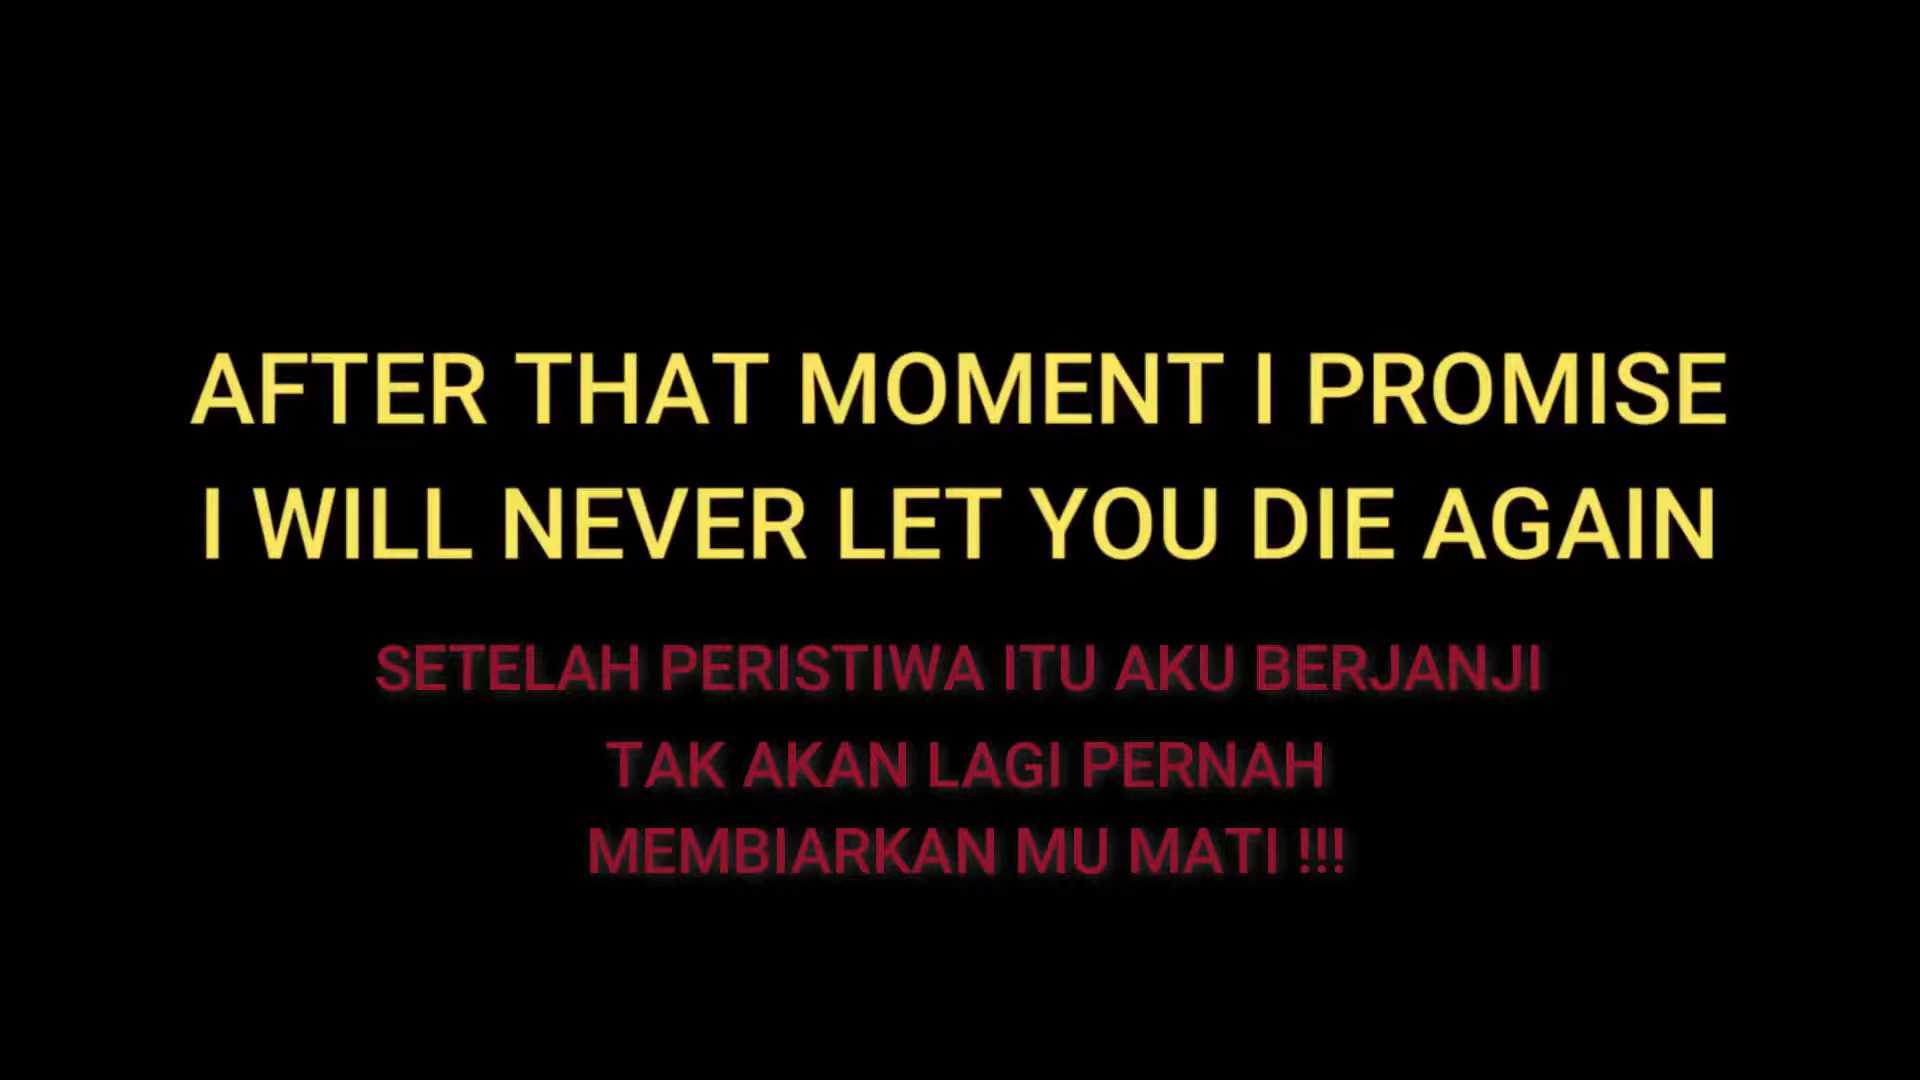 AFTER THAT MOMENT I PROMISE
I WILL NEVER LET YOU DIE AGAIN
SETELAH PERISTIWA ITU AKU BERJANJI
TAK AKAN LAGI PERNAH
MEMBIARKAN MU MATI !!!